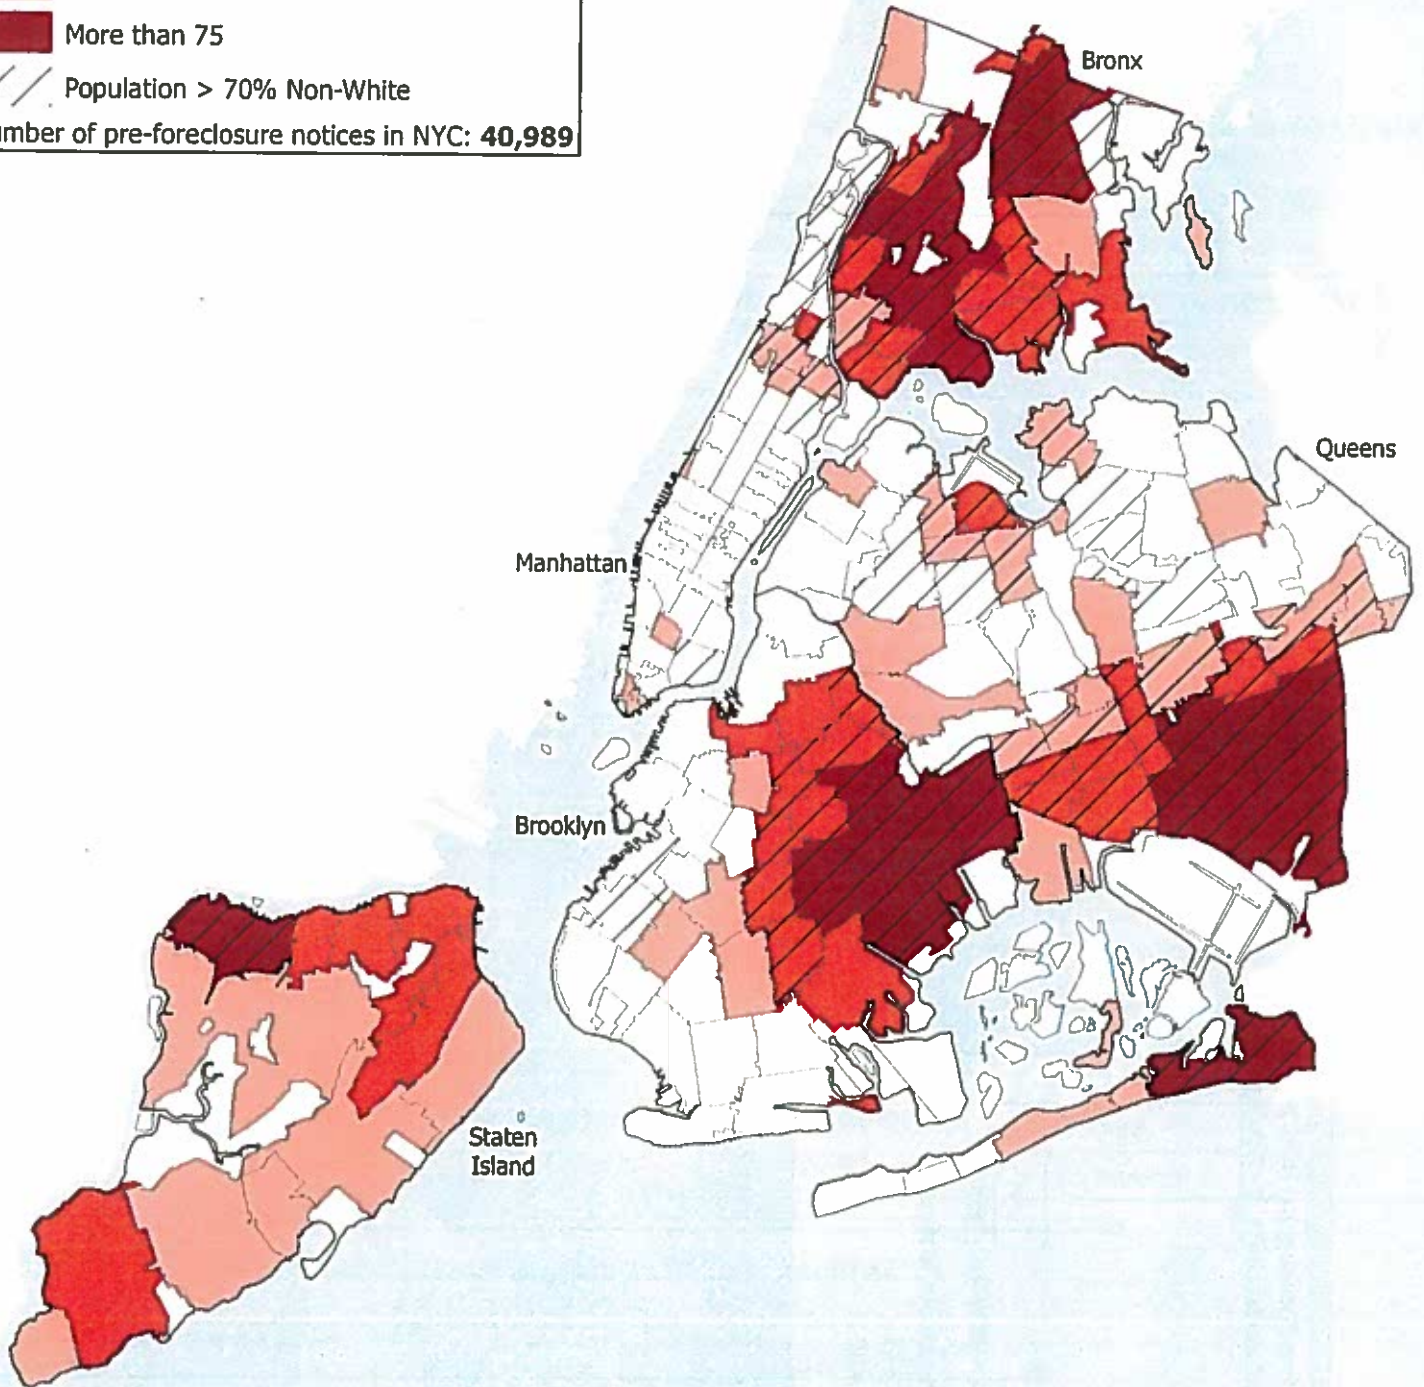 More than 75
Population > 70% Non-White
umber of pre-foreclosure notices in NYC: 40,989
Bronx
Queens
Manhattan
Brooklyn
Staten
Island